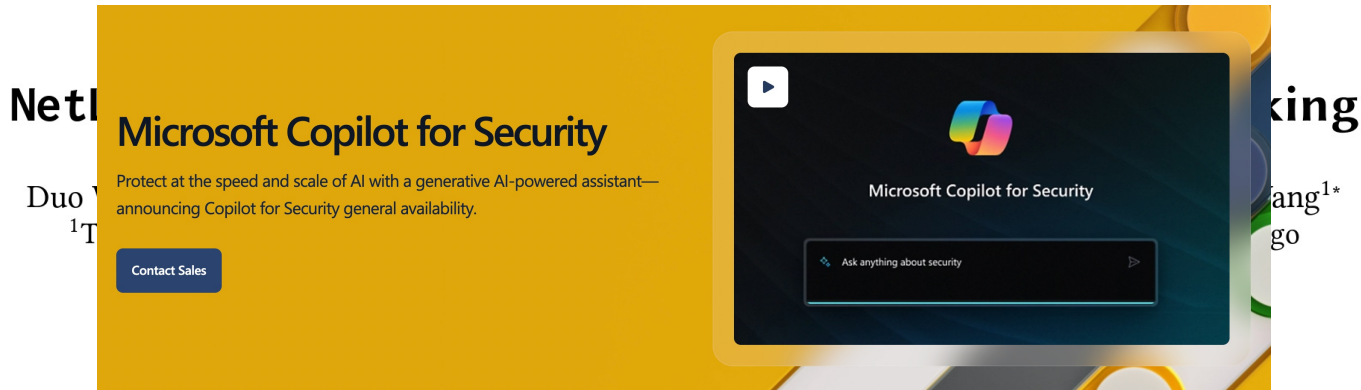 Microsoft Copilot for Security
Protect at the speed and scale of AI with a generative AI-powered assistant—
announcing Copilot for Security general availability.
Contact Sales
Microsoft Copilot for Security
Ask anything about security
Duo